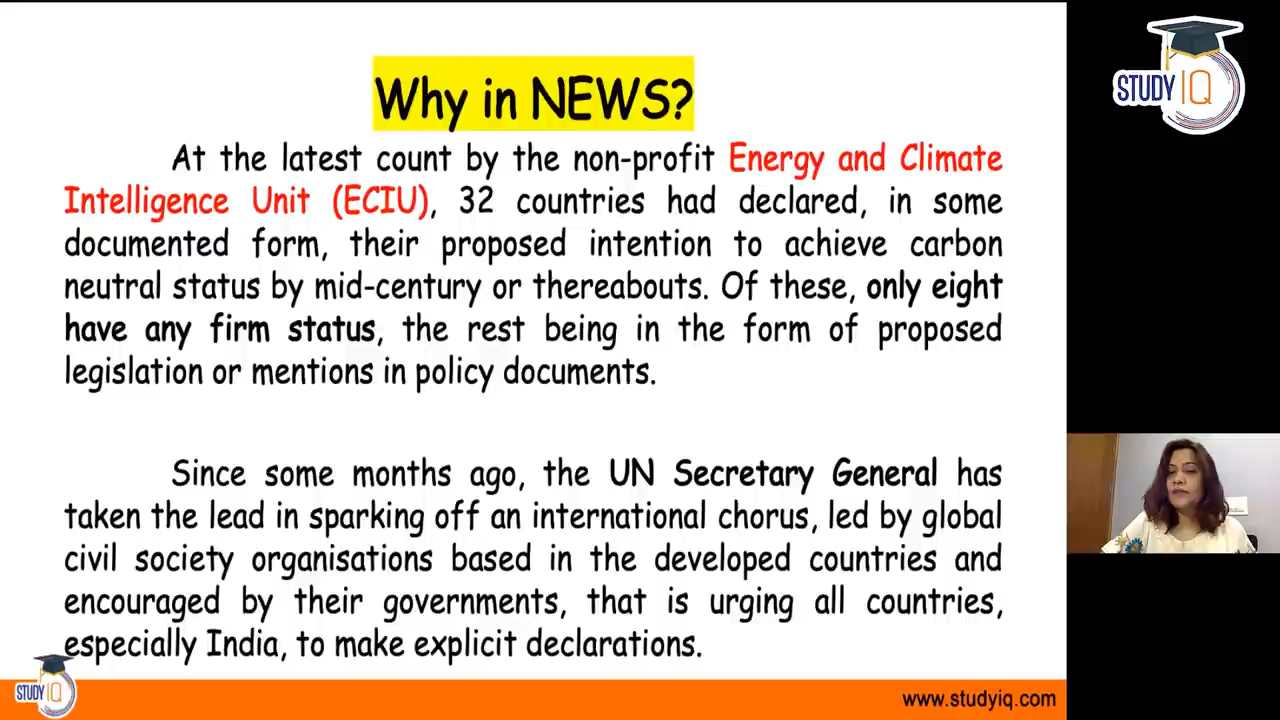 Why in NEWS?
At the latest count by the non-profit Energy and Climate
Intelligence Unit (ECIU), 32 countries had declared, in some
documented form, their proposed intention to achieve carbon
neutral status by mid-century or thereabouts. Of these, only eight
have any firm status, the rest being in the form of proposed
legislation or mentions in policy documents.
Since some months ago, the UN Secretary General has
taken the lead in sparking off an international chorus, led by global
civil society organisations based in the developed countries and
encouraged by their governments, that is urging all countries,
especially India, to make explicit declarations.
STUDY IQ
STUDY IQ
www.studyiq.com